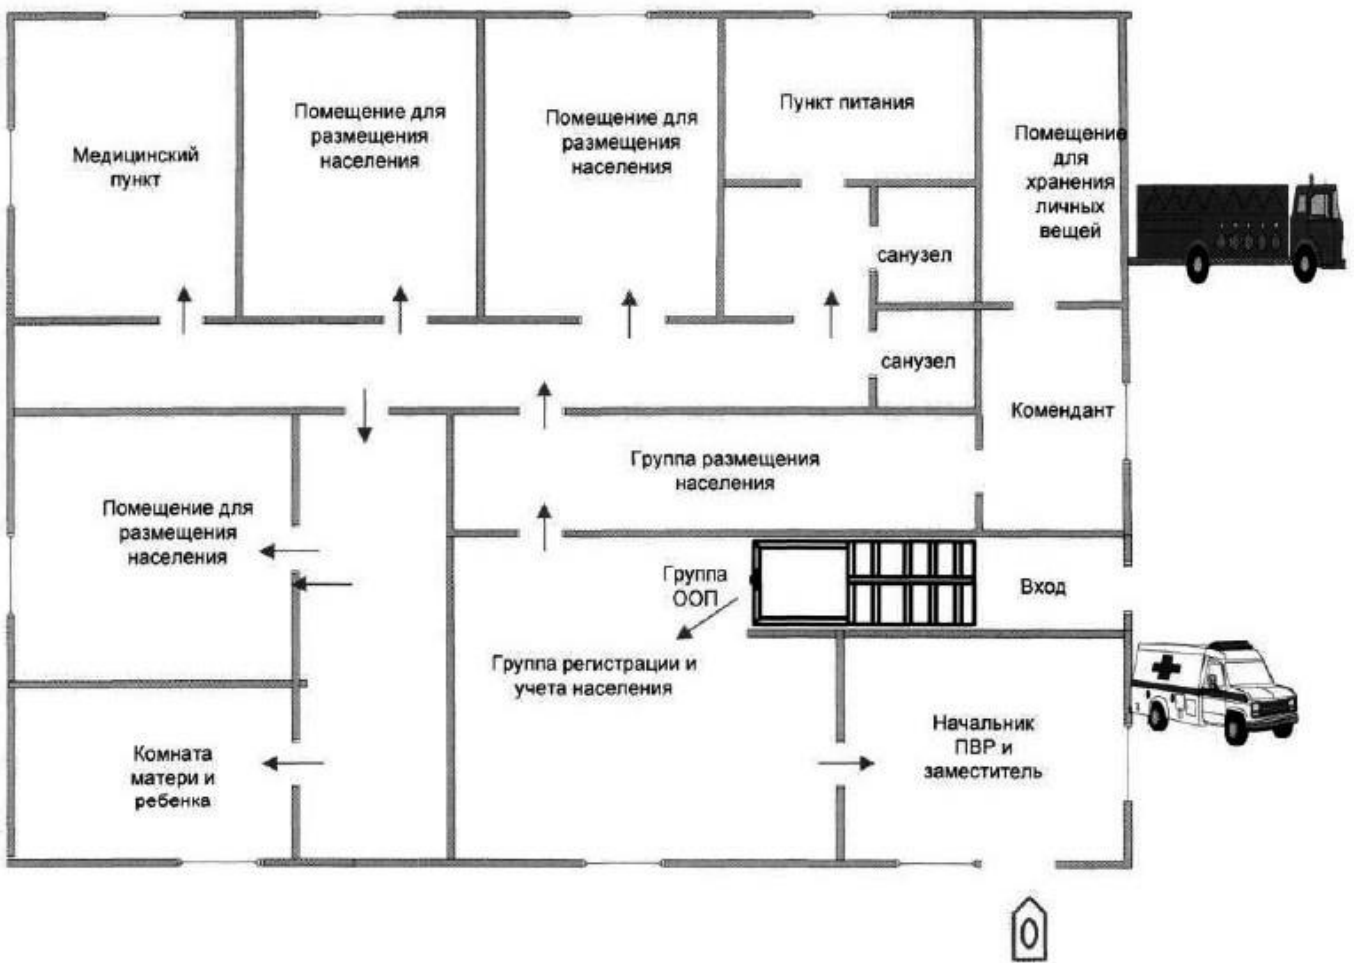 Медицинский
пункт
Помещение для
размещения
населения
Помещение для
размещения
населения
Пункт питания
Помещение
для
хранения
личных
вещей
санузел
санузел
Комендант
Группа размещения
населения
Помещение для
размещения
населения
Группа
ООП
Вход
Группа регистрации и
учета населения
Начальник
ПВР и
заместитель
Комната
матери и
ребенка